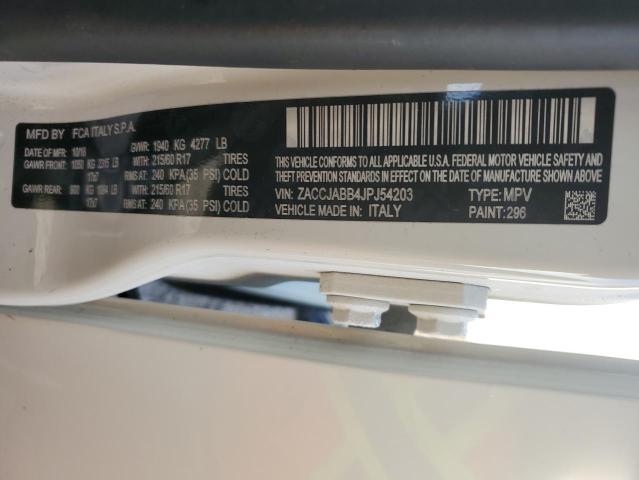 MFD BY FCA ITALY S.P.A.
DATE OF MFR: 10/18 GVWR: 1940 KG 4277 LB
GAWR FRONT: 1050 KG 2315 LB 215/60 R17 TIRES
17x7 RIMS AT: 240 KPA(35 PSI) COLD
GAWR REAR: KG LB 215/60 R17 TIRES
17x7 RIMS AT: 240 KPA(35 PSI) COLD
THIS VEHICLE CONFORMS TO ALL APPLICABLE U.S.A. FEDERAL MOTOR VEHICLE SAFETY AND
THEFT PREVENTION STANDARDS IN EFFECT ON THE DATE OF MANUFACTURE SHOWN ABOVE.
VIN: ZACCJABB4JPJ54203 TYPE: MPV
VEHICLE MADE IN: ITALY PAINT: 296